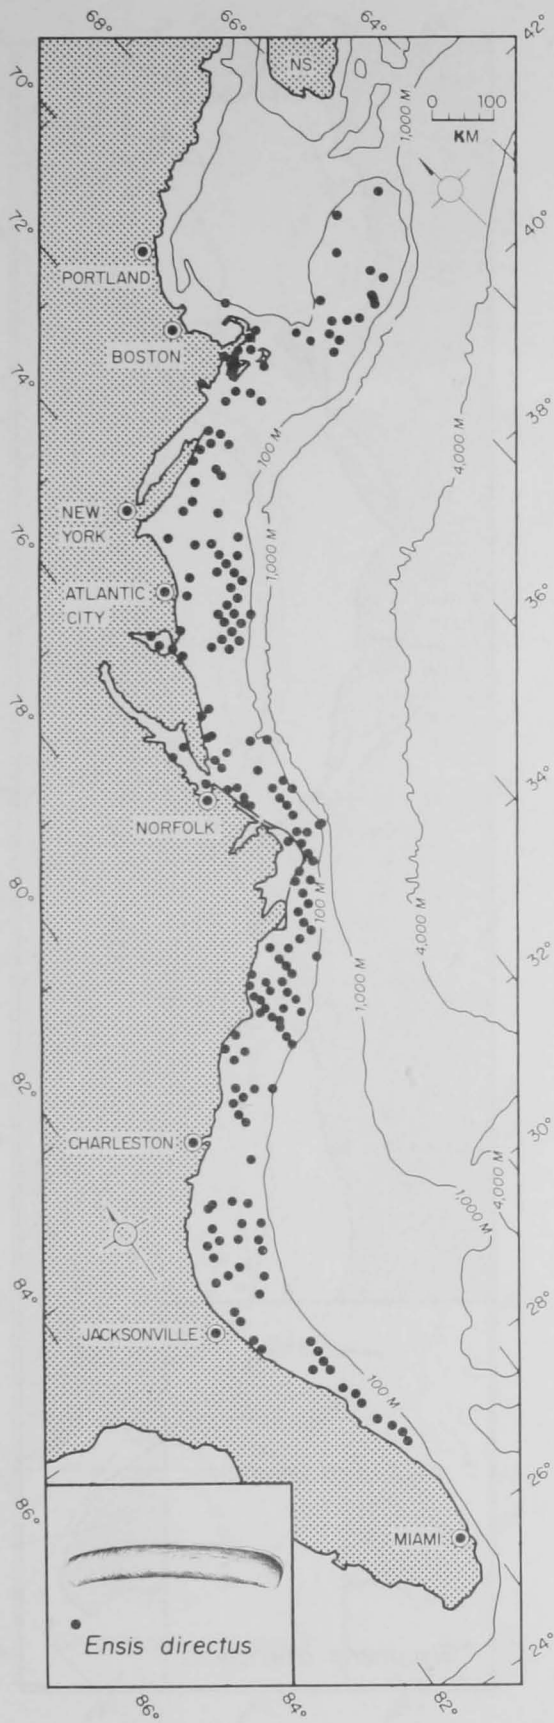 68°
66°
64°
42°
70°
NS
1,000 M
0 100
KM
72°
40°
PORTLAND
BOSTON
74°
38°
100 M
4,000 M
NEW
YORK
76°
1,000 M
ATLANTIC
CITY
36°
78°
34°
NORFOLK
80°
100 M
4,000 M
32°
1,000 M
82°
30°
CHARLESTON
4,000 M
1,000 M
84°
28°
JACKSONVILLE
100 M
26°
86°
MIAMI
Ensis directus
24°
86°
84°
82°